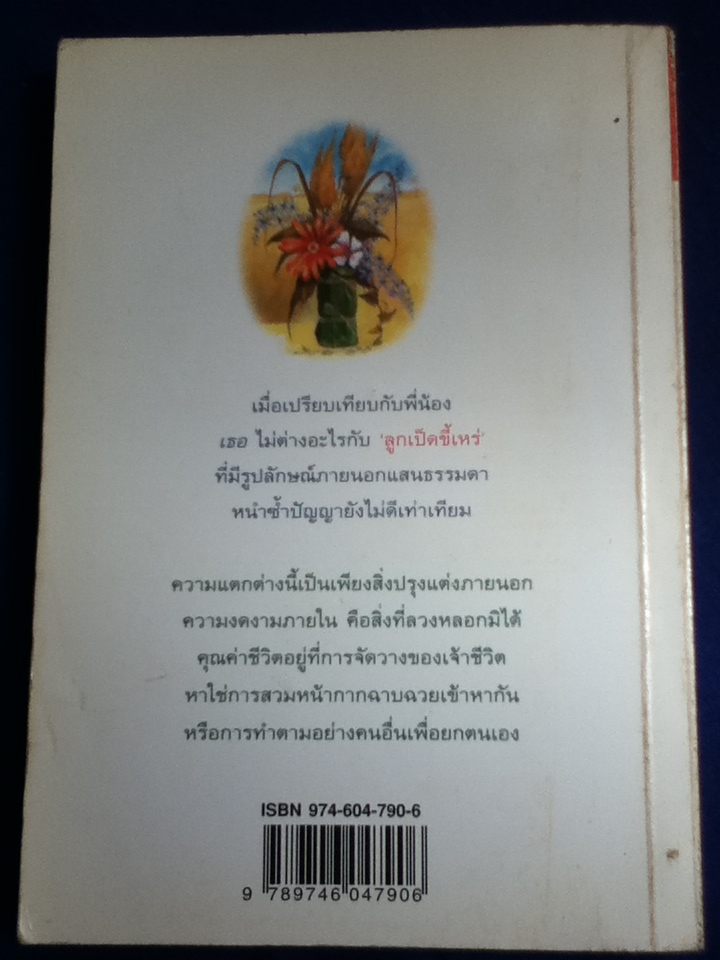 เมื่อเปรียบเทียบกับพี่น้อง
เธอ ไม่ต่างอะไรกับ 'ลูกเป็ดขี้เหร่'
ที่มีรูปลักษณ์ภายนอกแสนธรรมดา
หนำซ้ำปัญญายังไม่ดีเท่าเทียม
ความแตกต่างนี้เป็นเพียงสิ่งปรุงแต่งภายนอก
ความงดงามภายใน คือสิ่งที่ลวงหลอกมิได้
คุณค่าชีวิตอยู่ที่การจัดวางของเจ้าชีวิต
หาใช่การสวมหน้ากากฉาบฉวยเข้าหากัน
หรือการทำตามอย่างคนอื่นเพื่อยกตนเอง
ISBN 974-604-790-6
9 789746 047906